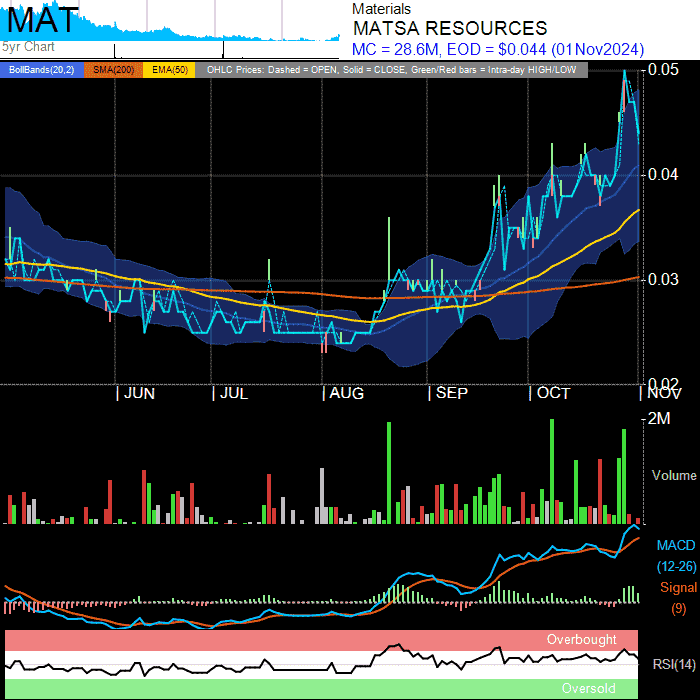 MAT
5yr Chart
Materials
MATSA RESOURCES
MC = 28.6M, EOD = $0.044 (01Nov2024)
BollBands(20,2) SMA(200) EMA(50) OHLC Prices: Dashed = OPEN, Solid = CLOSE, Green/Red bars = Intra-day HIGH/LOW
0.05
0.04
0.03
0.02
JUN JUL AUG SEP OCT NOV
2M
Volume
MACD
(12-26)
Signal
(9)
Overbought
RSI(14)
Oversold